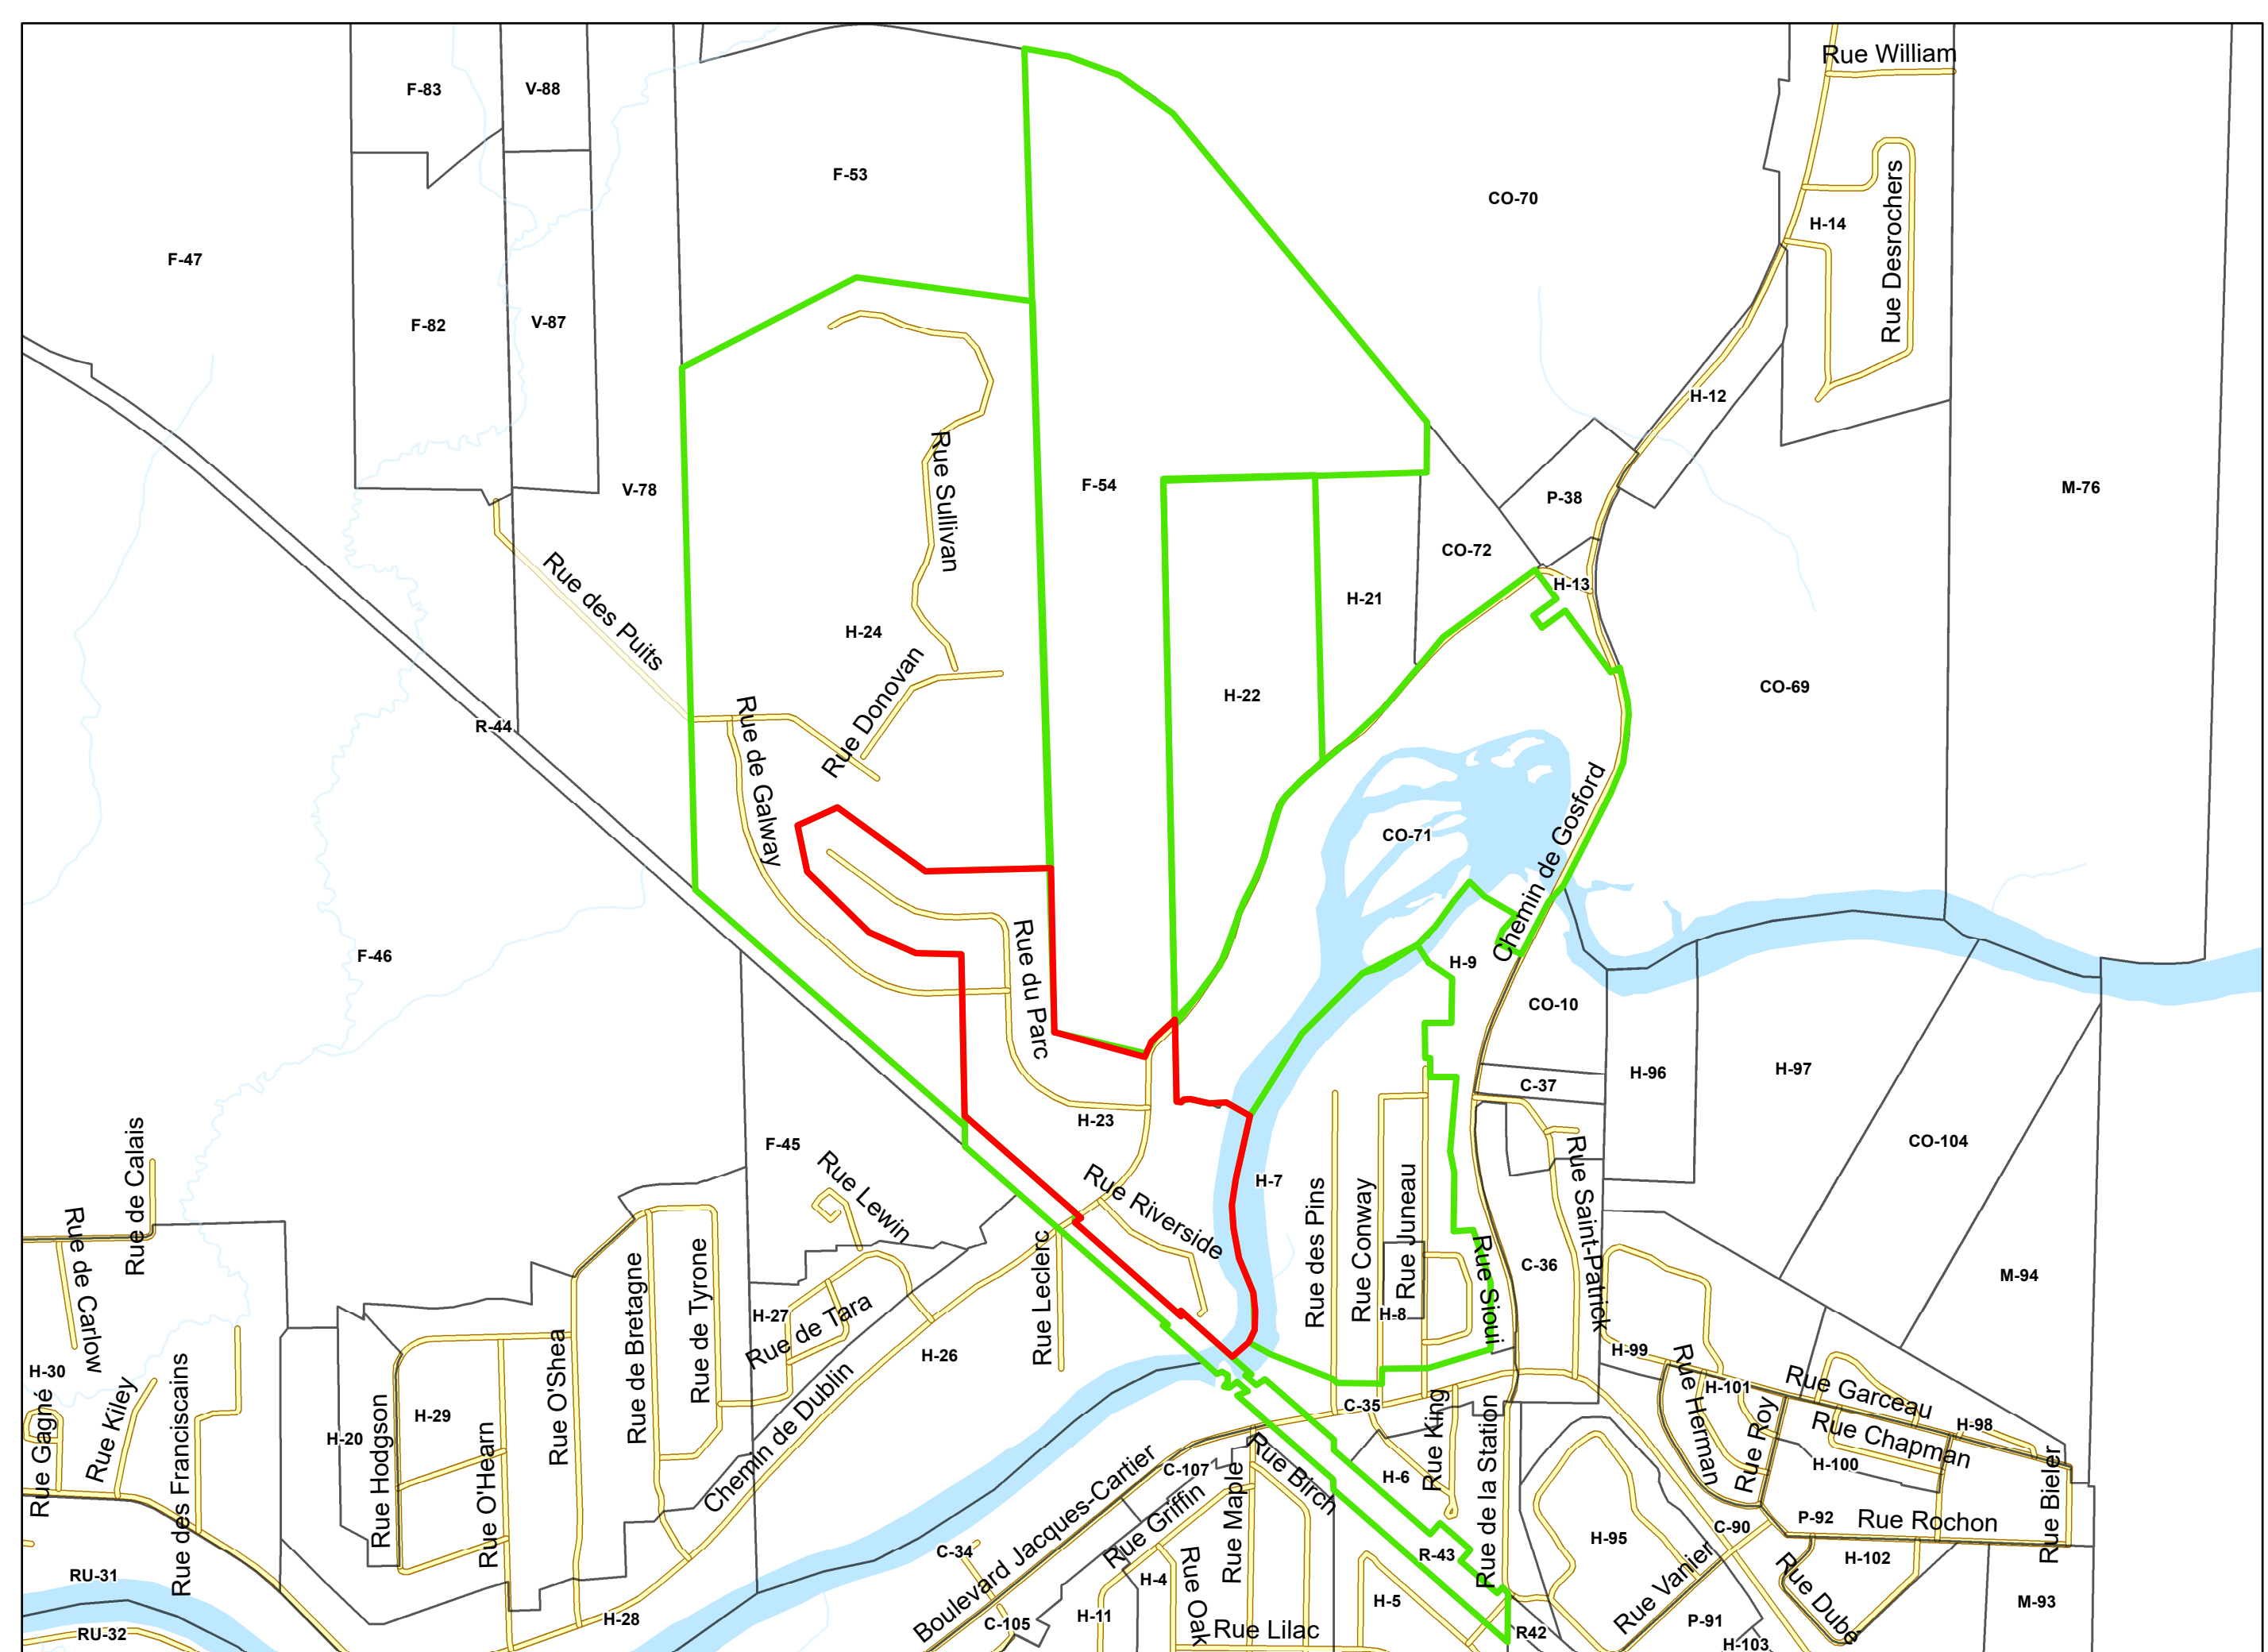 Rue William
F-83
V-88
F-53
CO-70
H-14
Rue Desrochers
F-47
F-82
V-87
H-12
V-78
Rue Sullivan
F-54
P-38
M-76
CO-72
H-13
Rue des Puits
H-21
H-24
Rue Donovan
H-22
CO-69
R-44
Rue de Galway
Chemin de Gosford
CO-71
F-46
Rue du Parc
H-9
CO-10
C-37
H-96
H-97
H-23
Rue de Calais
F-45
Rue Lewin
Rue Riverside
H-7
Rue des Pins
Rue Conway
Rue Juneau
Rue Saint-Patrick
CO-104
Rue de Carlow
Rue Leclerc
Rue Sioui
C-36
M-94
Rue de Bretagne
Rue de Tyrone
H-27
Rue de Tara
H-8
H-26
H-30
Rue Gagné
Rue Kiley
Rue des Franciscains
H-20
Rue Hodgson
H-29
Rue O'Hearn
Rue O'Shea
Chemin de Dublin
H-99
H-101
Rue Herman
Rue Roy
Rue Garceau
Rue Chapman
H-98
H-100
Rue Bieler
C-35
Rue King
Rue de la Station
H-6
C-107
Rue Birch
Rue Maple
Rue Griffin
Boulevard Jacques-Cartier
P-92
Rue Rochon
C-90
H-95
R-43
C-34
H-4
Rue Oak
H-102
Rue Vanier
Rue Dubé
RU-31
H-28
H-11
H-5
C-105
Rue Lilac
R42
P-91
H-103
M-93
RU-32